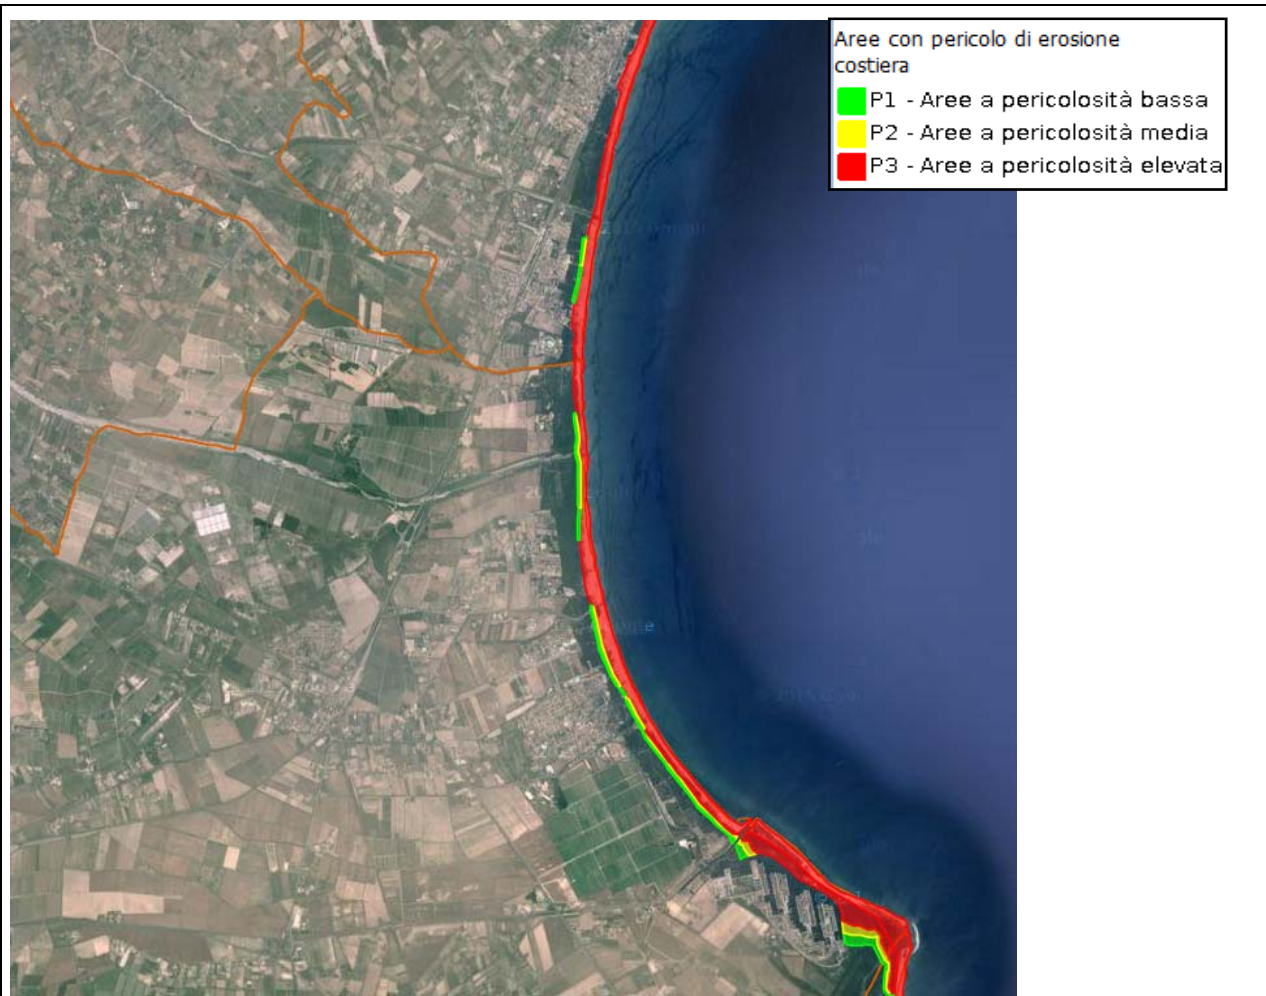 Aree con pericolo di erosione
costiera
P1 - Aree a pericolosità bassa
P2 - Aree a pericolosità media
P3 - Aree a pericolosità elevata